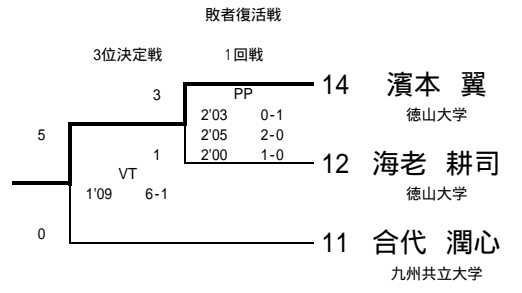 敗者復活戦
3位決定戦 1回戦
3 PP 14 濱本 翼
2'03 0-1 徳山大学
5 2'05 2-0
1 2'00 1-0 12 海老 耕司
VT 徳山大学
1'09 6-1
0 11 合代 潤心
九州共立大学